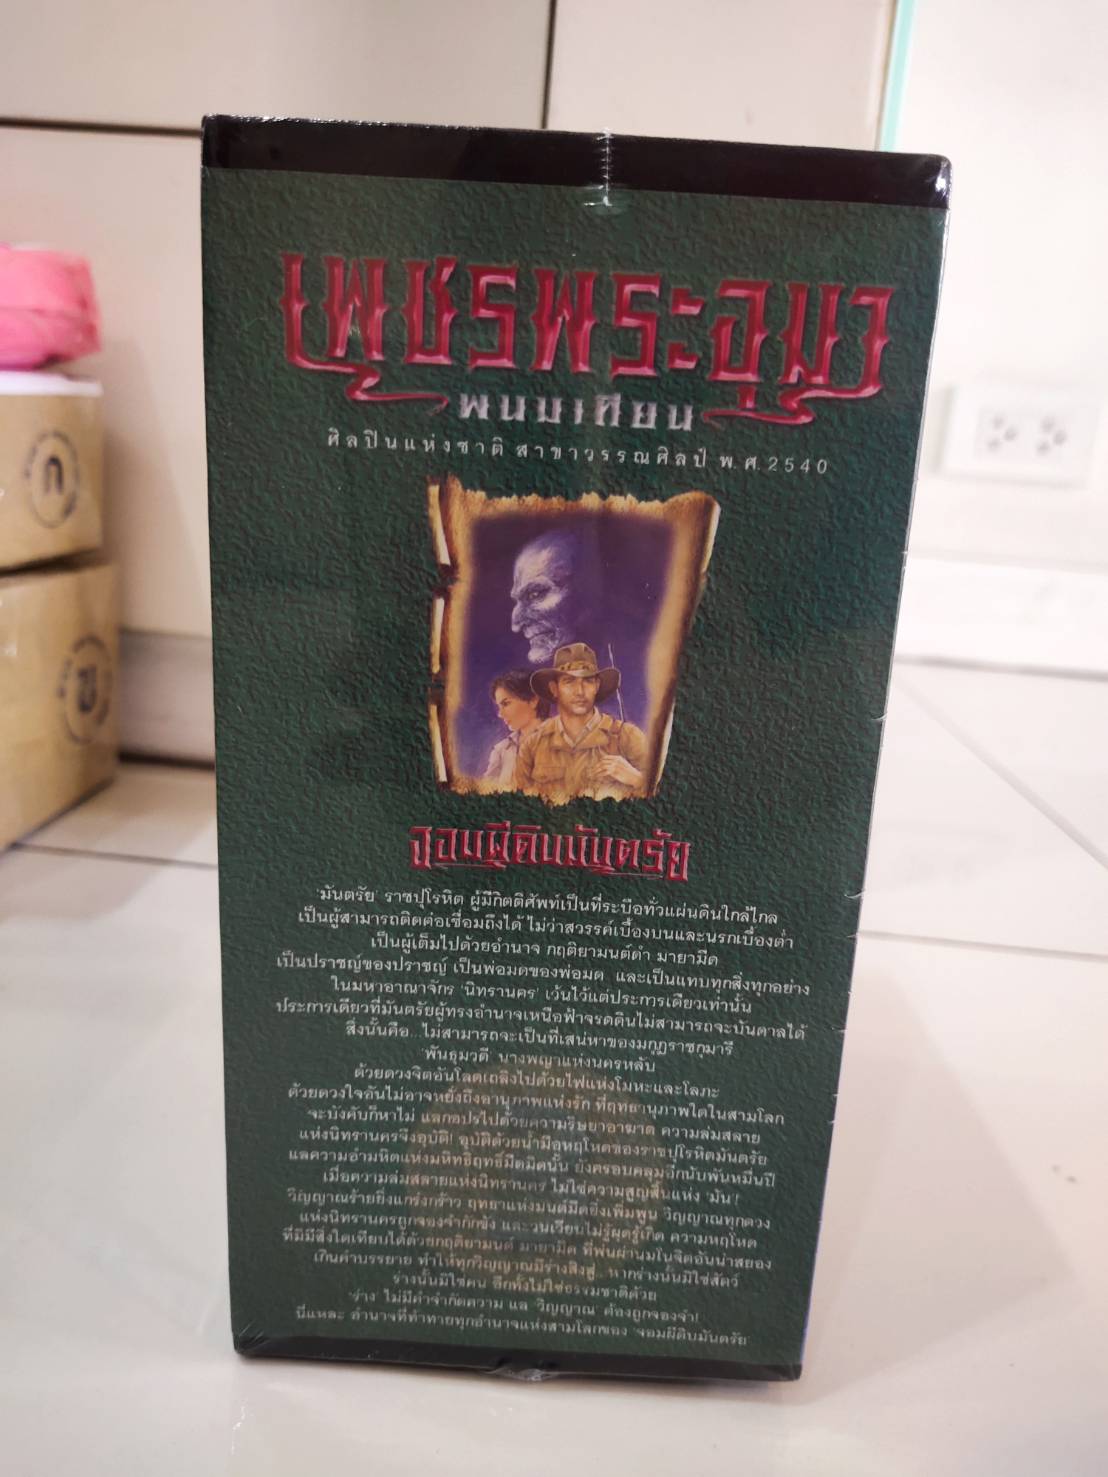 เพชรพระอุมา
พนมเทียน
ศิลปินแห่งชาติ สาขาวรรณศิลป์ พ.ศ.2540
จอมผีดิบมันตรัย
'มันตรัย' ราชปุโรหิต ผู้มีกิตติศัพท์เป็นที่ระบือทั่วแผ่นดินใกล้ไกล
เป็นผู้สามารถติดต่อเชื่อมถึงได้ ไม่ว่าสวรรค์เบื้องบนและนรกเบื้องต่ำ
เป็นผู้เต็มไปด้วยอำนาจ กฤติยามนต์ดำ มายามืด
เป็นปราชญ์ของปราชญ์ เป็นพ่อมดของพ่อมด และเป็นแทบทุกสิ่งทุกอย่าง
ในมหาอาณาจักร 'นิทรานคร' เว้นไว้แต่ประการเดียวเท่านั้น
ประการเดียวที่มันตรัยผู้ทรงอำนาจเหนือฟ้าจรดดินไม่สามารถจะบันดาลได้
สิ่งนั้นคือ...ไม่สามารถจะเป็นที่เสน่หาของมกุฎราชกุมารี
'พันธุมวดี' นางพญาแห่งนครหลับ
ด้วยดวงจิตอันโลดเถลิงไปด้วยไฟแห่งโมหะและโลภะ
ด้วยดวงใจอันไม่อาจหยั่งถึงอานุภาพแห่งรัก ที่ฤทธานุภาพใดในสามโลก
จะบังคับก็หาไม่ แลกอปรไปด้วยความริษยาอาฆาต ความล่มสลาย
แห่งนิทรานครจึงอุบัติ! อุบัติด้วยน้ำมืออหุโหดของราชปุโรหิตมันตรัย
แลความอำมหิตแห่งมหิทธิฤทธิ์มืดมิดนั้น ยังครอบคลุมอีกนับพันหมื่นปี
เมื่อความล่มสลายแห่งนิทรานคร ไม่ใช่ความสูญสิ้นแห่ง 'มัน'!
วิญญาณร้ายยิ่งแกร่งกร้าว ฤทธาแห่งมนต์มืดยิ่งเพิ่มพูน วิญญาณทุกดวง
แห่งนิทรานครถูกจองจำกักขัง และวนเวียนไม่รู้ผุดรู้เกิด ความหฤโหด
ที่มิมีสิ่งใดเทียบได้ด้วยกฤติยามนต์ มายามืด ที่พ้นผ่านมโนจิตอันน่าสยอง
เกินคำบรรยาย ทำให้ทุกวิญญาณมีร่างสิงสู่...หากร่างนั้นมิใช่สัตว์
ร่างนั้นมิใช่คน อีกทั้งไม่ใช่ธรรมชาติด้วย
'ร่าง' ไม่มีคำจำกัดความ แล 'วิญญาณ' ต้องถูกจองจำ!
นี่แหละ อำนาจที่ท้าทายทุกอำนาจแห่งสามโลกของ 'จอมผีดิบมันตรัย'
ก
ข